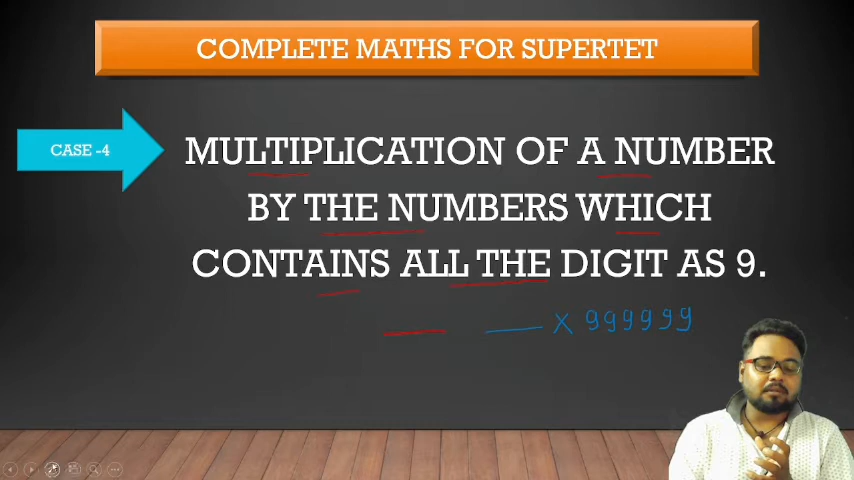 COMPLETE MATHS FOR SUPERTET
CASE -4
MULTIPLICATION OF A NUMBER
BY THE NUMBERS WHICH
CONTAINS ALL THE DIGIT AS 9.
X 999999